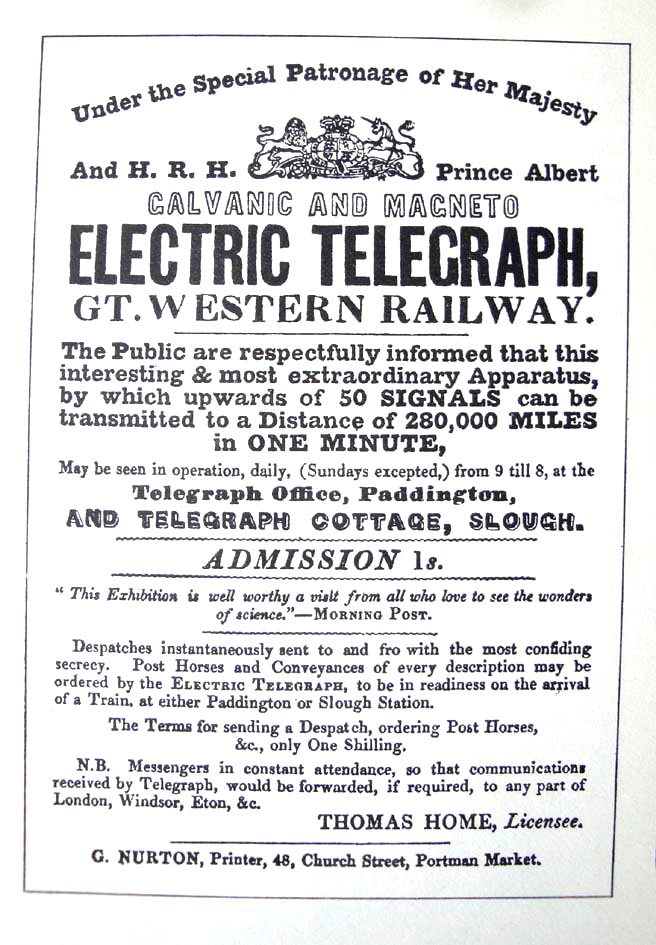 Under the Special Patronage of Her Majesty
And H. R. H. Prince Albert
GALVANIC AND MAGNETO
ELECTRIC TELEGRAPH,
GT. WESTERN RAILWAY.
The Public are respectfully informed that this
interesting & most extraordinary Apparatus,
by which upwards of 50 SIGNALS can be
transmitted to a Distance of 280,000 MILES
in ONE MINUTE,
May be seen in operation, daily, (Sundays excepted,) from 9 till 8, at the
Telegraph Office, Paddington,
AND TELEGRAPH COTTAGE, SLOUGH.
ADMISSION 1s.
"This Exhibition is well worthy a visit from all who love to see the wonders
of science."—MORNING POST.
Despatches instantaneously sent to and fro with the most confiding
secrecy. Post Horses and Conveyances of every description may be
ordered by the ELECTRIC TELEGRAPH, to be in readiness on the arrival
of a Train, at either Paddington or Slough Station.
The Terms for sending a Despatch, ordering Post Horses,
&c., only One Shilling.
N.B. Messengers in constant attendance, so that communications
received by Telegraph, would be forwarded, if required, to any part of
London, Windsor, Eton, &c.
THOMAS HOME, Licensee.
G. NURTON, Printer, 48, Church Street, Portman Market.